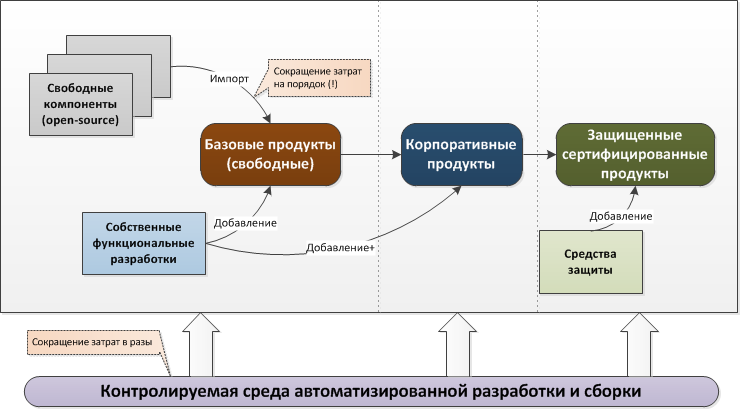 Свободные
компоненты
(open-source)
Импорт
Сокращение затрат
на порядок (!)
Базовые продукты
(свободные)
Корпоративные
продукты
Защищенные
сертифицированные
продукты
Собственные
функциональные
разработки
Добавление
Добавление+
Добавление
Средства
защиты
Сокращение затрат в разы
Контролируемая среда автоматизированной разработки и сборки